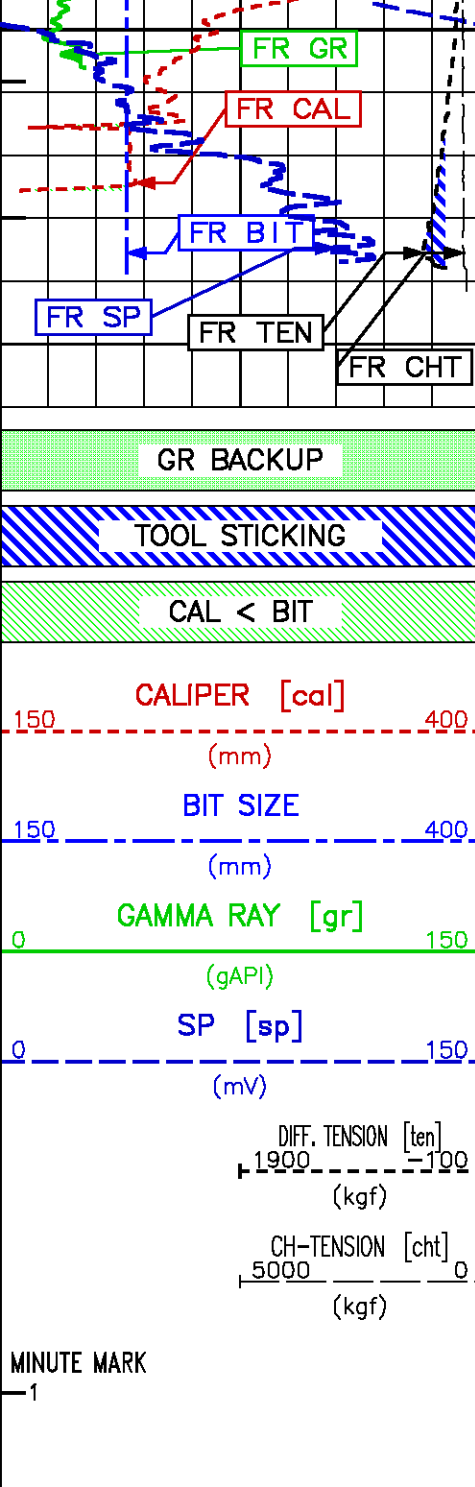 FR GR
FR CAL
FR BIT
FR SP
FR TEN
FR CHT
GR BACKUP
TOOL STICKING
CAL < BIT
CALIPER [cal]
150 400
(mm)
BIT SIZE
150 400
(mm)
GAMMA RAY [gr]
0 150
(gAPI)
SP [sp]
0 150
(mV)
DIFF. TENSION [ten]
1900 -100
(kgf)
CH-TENSION [cht]
5000 0
(kgf)
MINUTE MARK
1